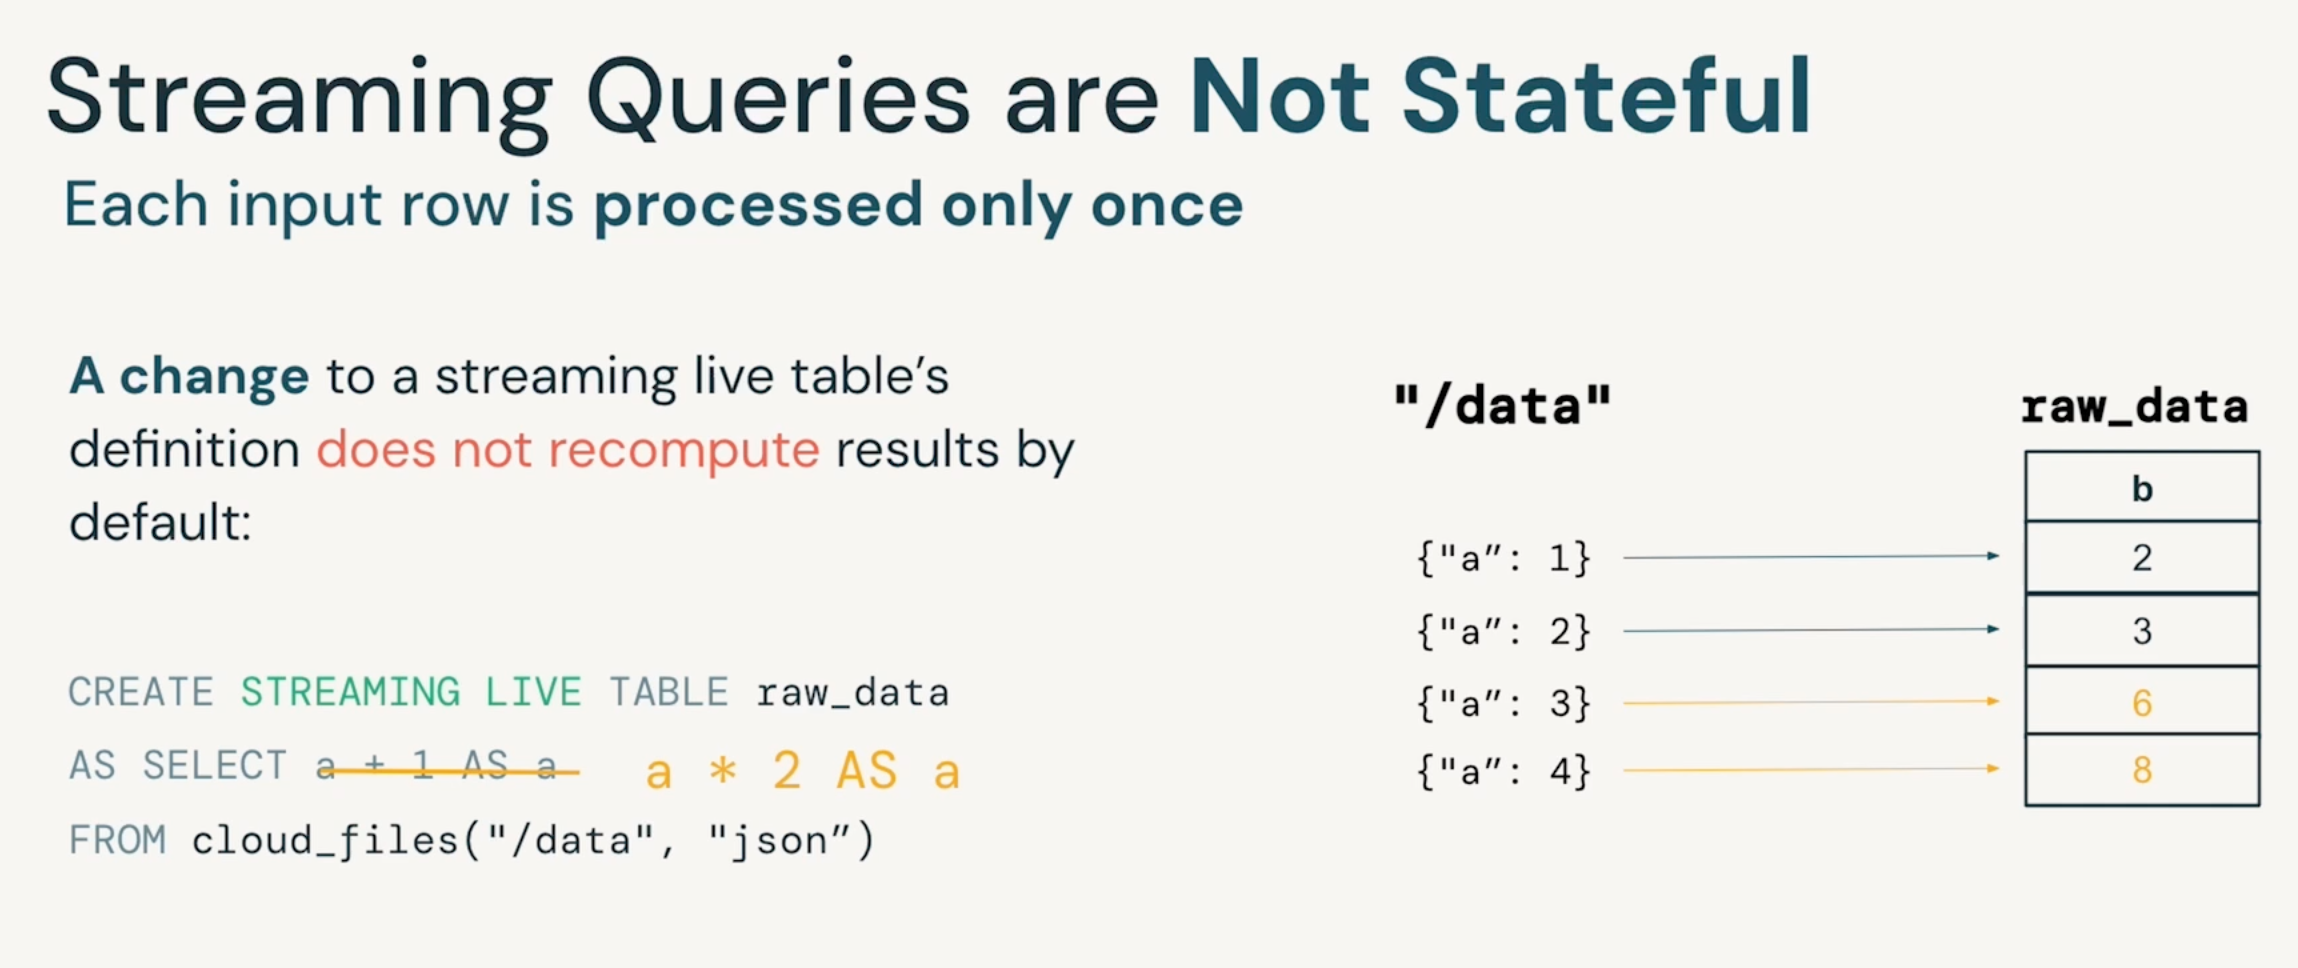 Streaming Queries are Not Stateful
Each input row is processed only once
A change to a streaming live table’s
definition does not recompute results by
default:
CREATE STREAMING LIVE TABLE raw_data
AS SELECT a + 1 AS a a * 2 AS a
FROM cloud_files("/data", "json”)
"/data"
{"a”: 1}
{"a”: 2}
{"a”: 3}
{"a”: 4}
raw_data
b
2
3
6
8